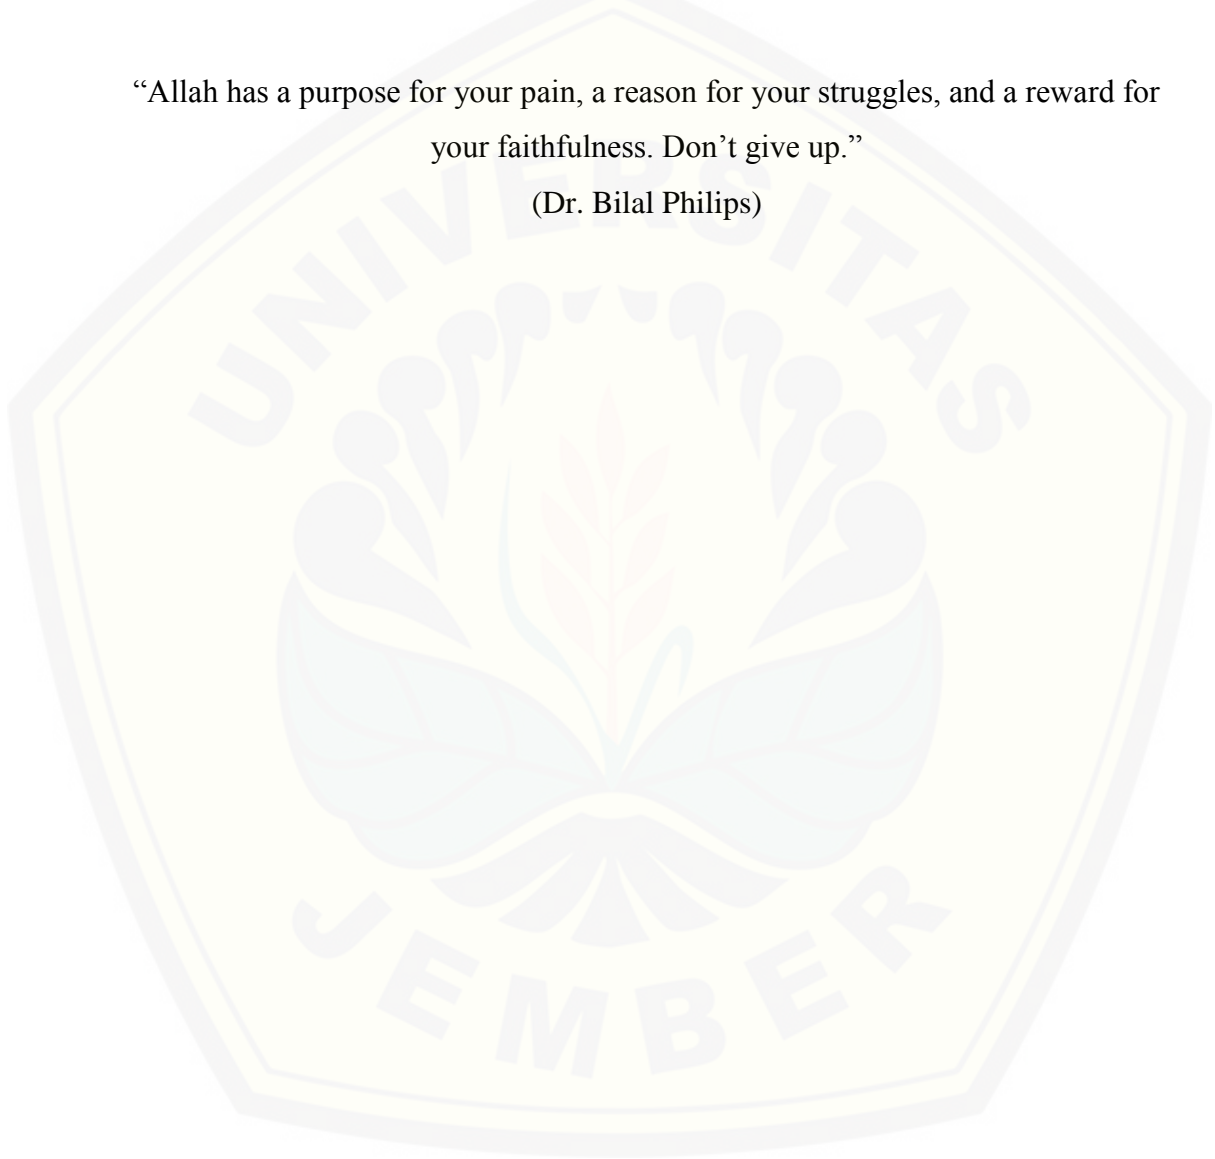 “Allah has a purpose for your pain, a reason for your struggles, and a reward for
your faithfulness. Don’t give up.”
(Dr. Bilal Philips)
UNIVERSITAS
JEMBER